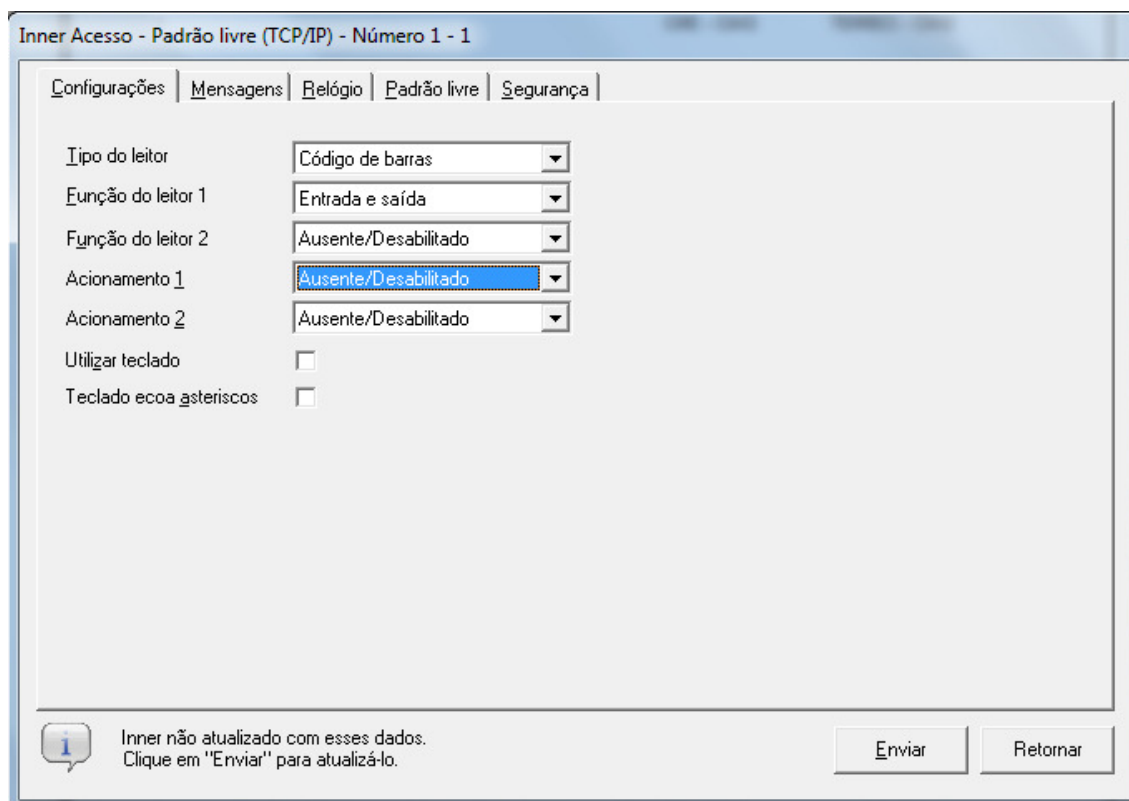 Inner Acesso - Padrão livre (TCP/IP) - Número 1 - 1
Configurações Mensagens Relógio Padrão livre Segurança
Tipo do leitor Código de barras
Função do leitor 1 Entrada e saída
Função do leitor 2 Ausente/Desabilitado
Acionamento 1 Ausente/Desabilitado
Acionamento 2 Ausente/Desabilitado
Utilizar teclado
Teclado ecoa asteriscos
Inner não atualizado com esses dados.
Clique em "Enviar" para atualizá-lo.
Enviar Retornar